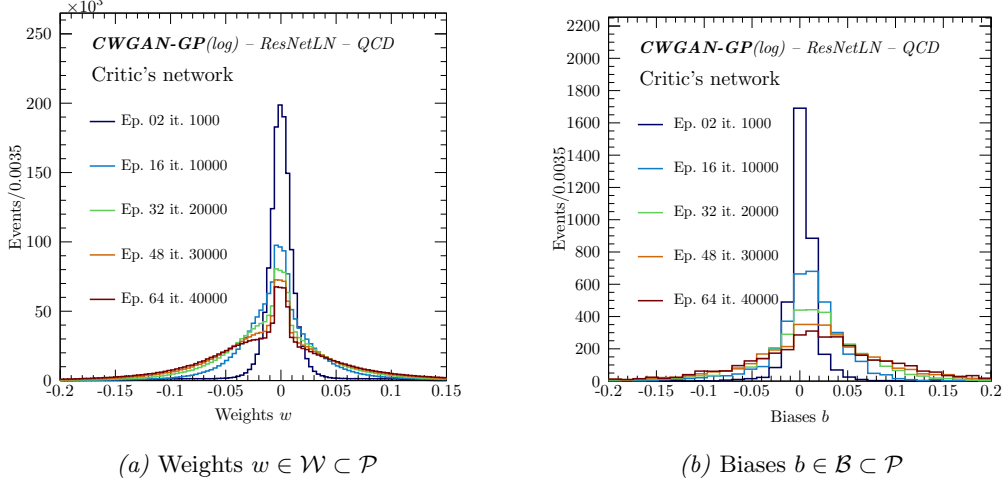 ×10³
250
200
150
100
50
0
-0.2
-0.15
-0.1
-0.05
0
0.05
0.1
0.15
Events/0.0035
Weights w
CWGAN-GP(log) – ResNetLN – QCD
Critic's network
Ep. 02 it. 1000
Ep. 16 it. 10000
Ep. 32 it. 20000
Ep. 48 it. 30000
Ep. 64 it. 40000
(a) Weights w ∈ 𝒲 ⊂ 𝒫
2200
2000
1800
1600
1400
1200
1000
800
600
400
200
0
-0.2
-0.15
-0.1
-0.05
0
0.05
0.1
0.15
0.2
Events/0.0035
Biases b
CWGAN-GP(log) – ResNetLN – QCD
Critic's network
Ep. 02 it. 1000
Ep. 16 it. 10000
Ep. 32 it. 20000
Ep. 48 it. 30000
Ep. 64 it. 40000
(b) Biases b ∈ ℬ ⊂ 𝒫